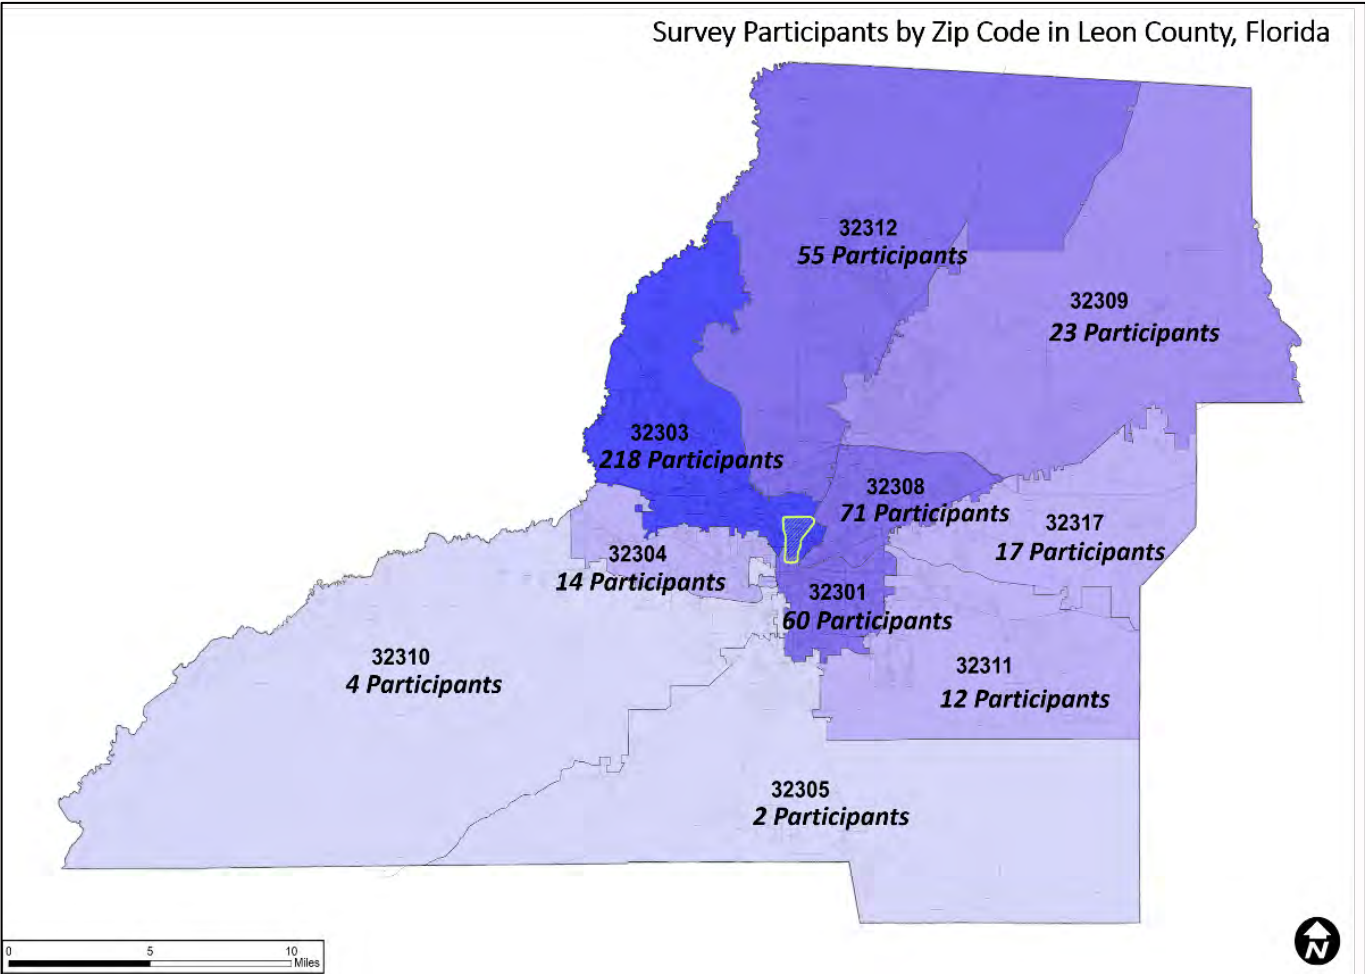 Survey Participants by Zip Code in Leon County, Florida
32312
55 Participants
32309
23 Participants
32303
218 Participants
32308
71 Participants
32317
17 Participants
32304
14 Participants
32301
60 Participants
32310
4 Participants
32311
12 Participants
32305
2 Participants
0 5 10
Miles
N